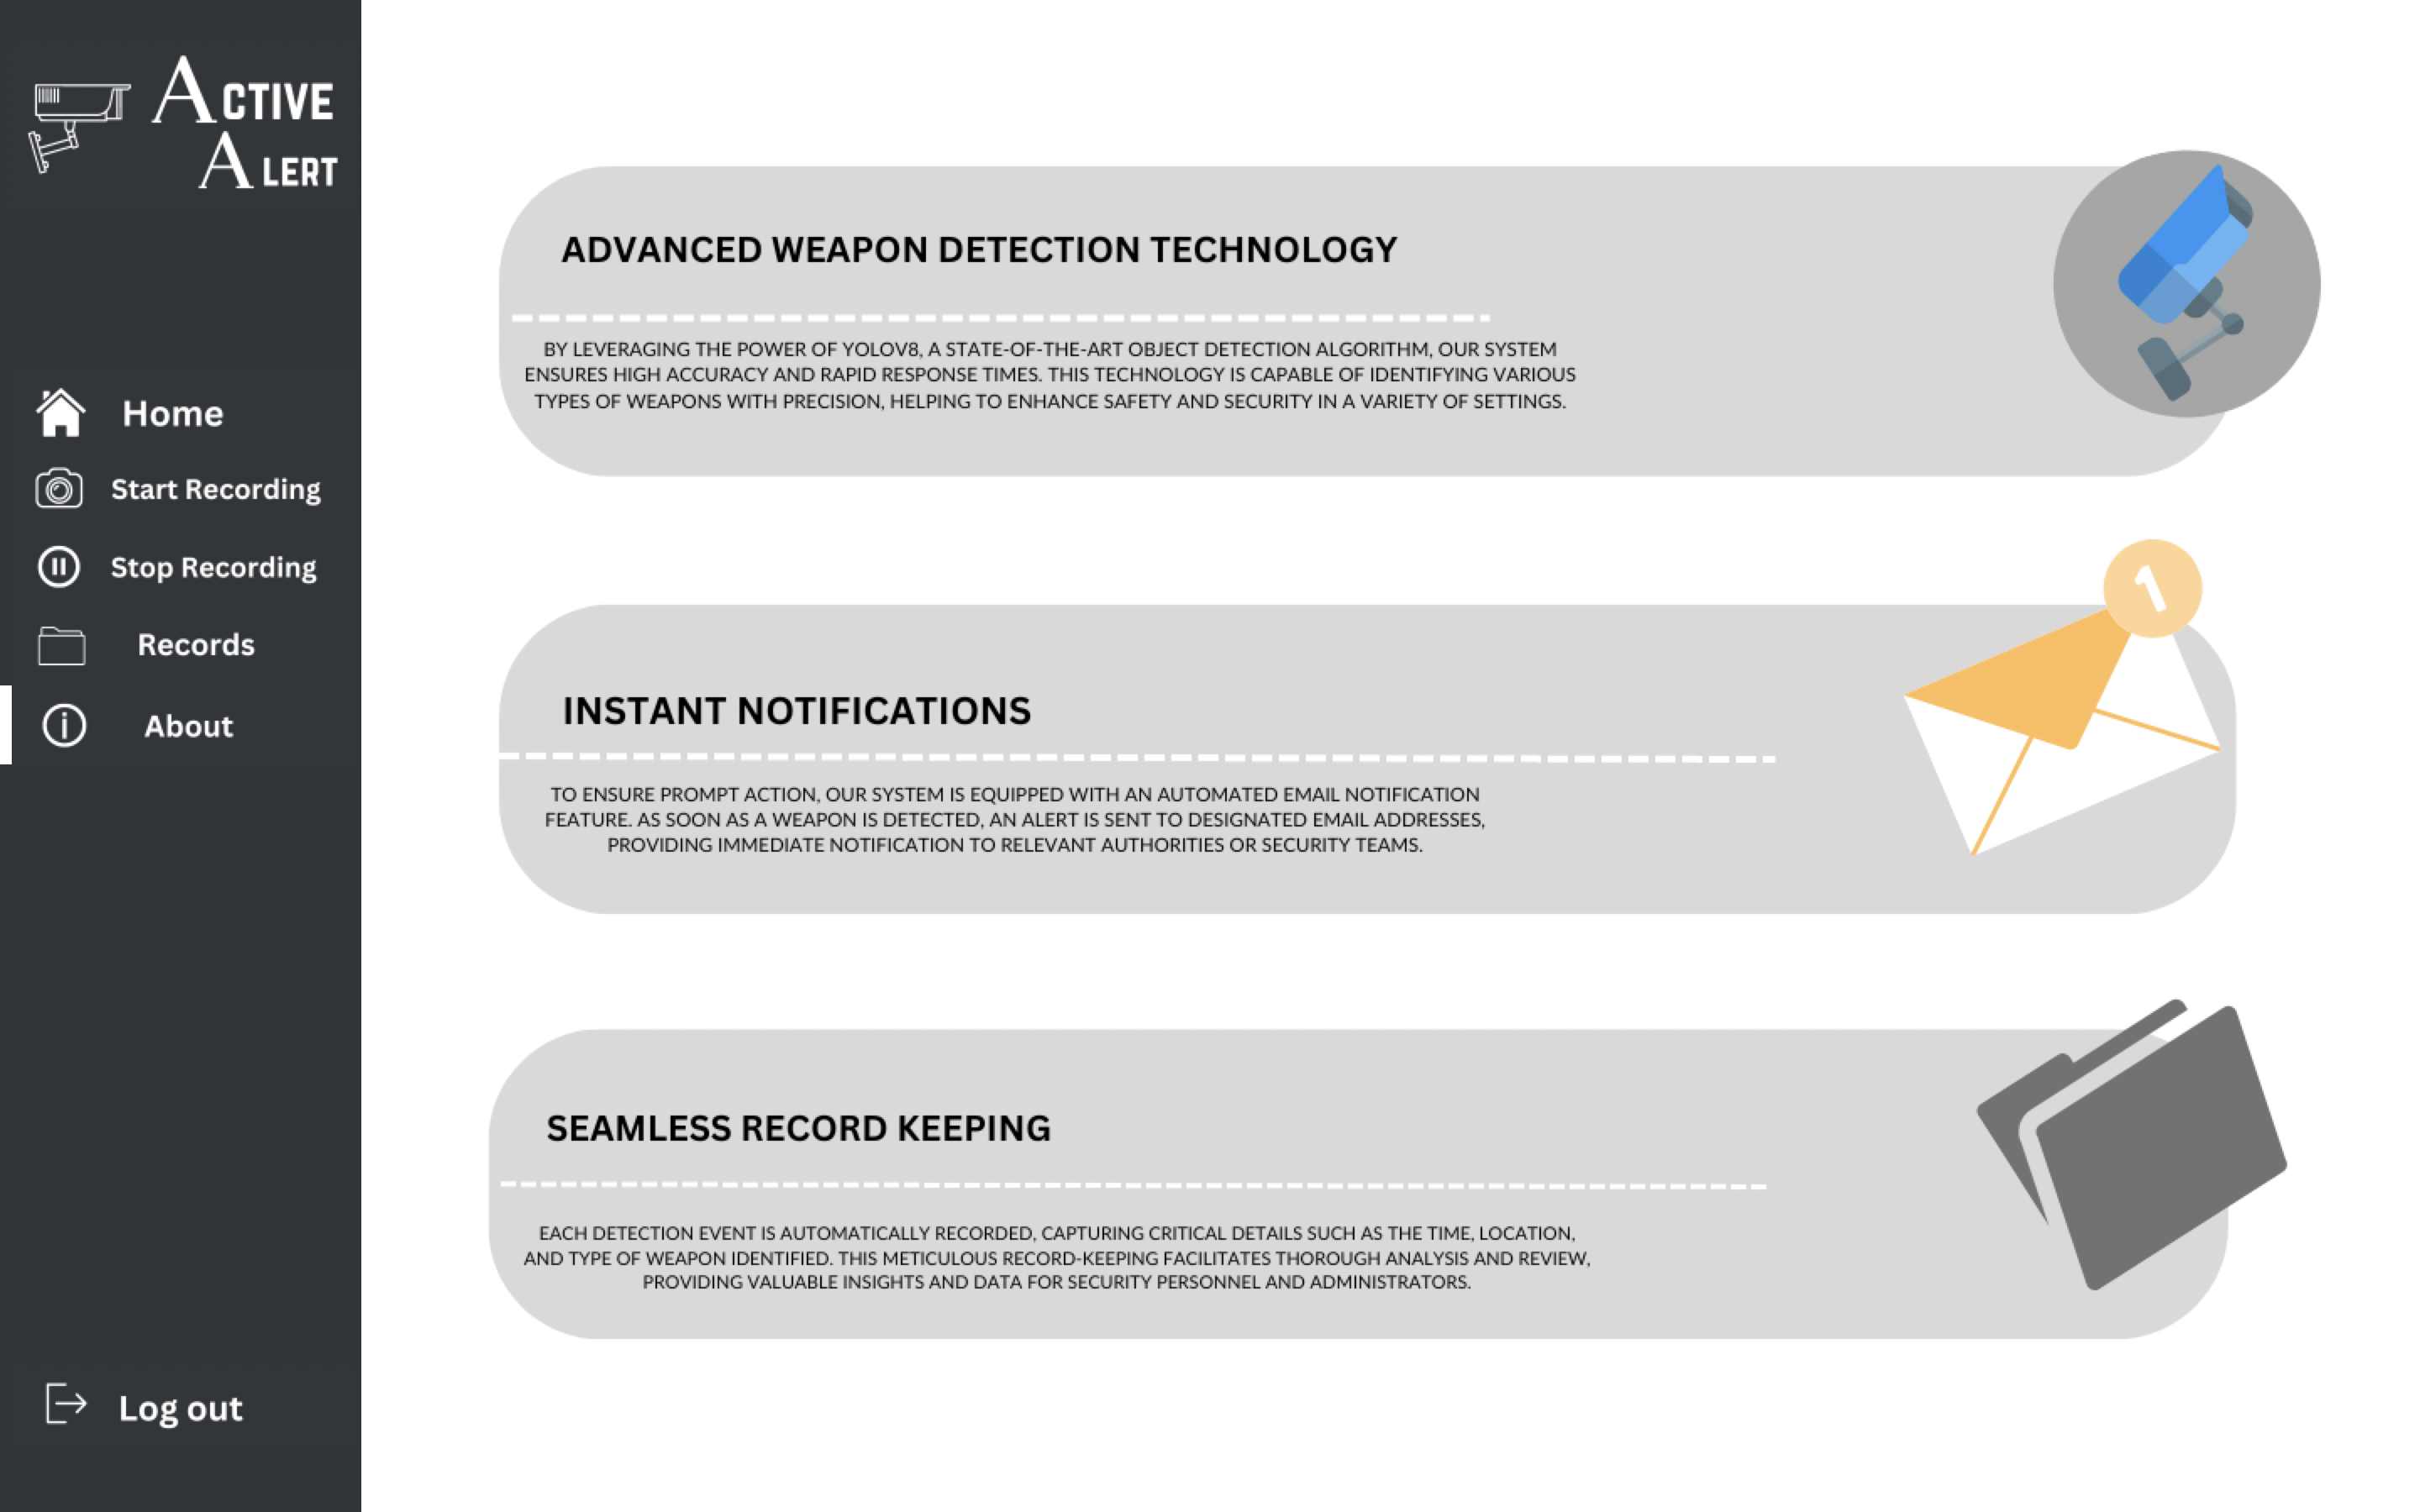 ACTIVE
ALERT
Home
Start Recording
Stop Recording
Records
About
Log out
ADVANCED WEAPON DETECTION TECHNOLOGY
BY LEVERAGING THE POWER OF YOLOV8, A STATE-OF-THE-ART OBJECT DETECTION ALGORITHM, OUR SYSTEM
ENSURES HIGH ACCURACY AND RAPID RESPONSE TIMES. THIS TECHNOLOGY IS CAPABLE OF IDENTIFYING VARIOUS
TYPES OF WEAPONS WITH PRECISION, HELPING TO ENHANCE SAFETY AND SECURITY IN A VARIETY OF SETTINGS.
1
INSTANT NOTIFICATIONS
TO ENSURE PROMPT ACTION, OUR SYSTEM IS EQUIPPED WITH AN AUTOMATED EMAIL NOTIFICATION
FEATURE. AS SOON AS A WEAPON IS DETECTED, AN ALERT IS SENT TO DESIGNATED EMAIL ADDRESSES,
PROVIDING IMMEDIATE NOTIFICATION TO RELEVANT AUTHORITIES OR SECURITY TEAMS.
SEAMLESS RECORD KEEPING
EACH DETECTION EVENT IS AUTOMATICALLY RECORDED, CAPTURING CRITICAL DETAILS SUCH AS THE TIME, LOCATION,
AND TYPE OF WEAPON IDENTIFIED. THIS METICULOUS RECORD-KEEPING FACILITATES THOROUGH ANALYSIS AND REVIEW,
PROVIDING VALUABLE INSIGHTS AND DATA FOR SECURITY PERSONNEL AND ADMINISTRATORS.